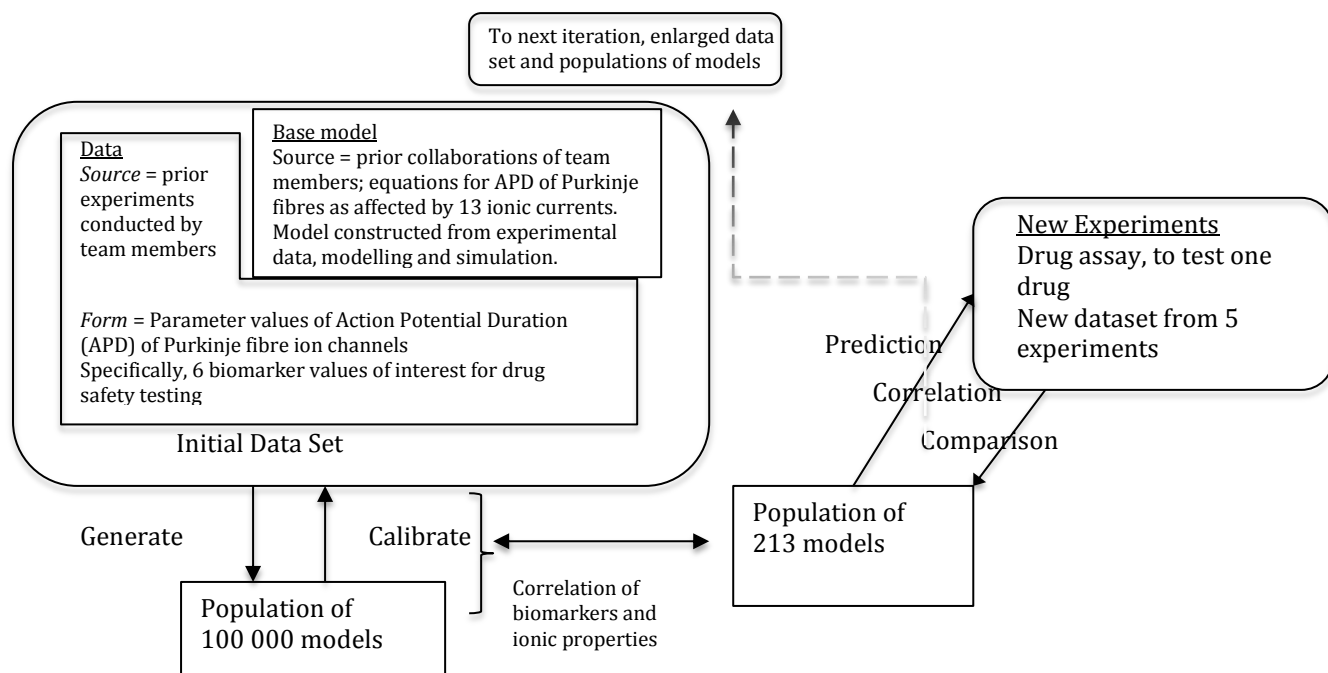 To next iteration, enlarged data
set and populations of models
Data
Source = prior
experiments
conducted by
team members
Base model
Source = prior collaborations of team
members; equations for APD of Purkinje
fibres as affected by 13 ionic currents.
Model constructed from experimental
data, modelling and simulation.
Form = Parameter values of Action Potential Duration
(APD) of Purkinje fibre ion channels
Specifically, 6 biomarker values of interest for drug
safety testing
Initial Data Set
New Experiments
Drug assay, to test one
drug
New dataset from 5
experiments
Prediction
Correlation
Comparison
Generate
Calibrate
Population of
213 models
Correlation of
biomarkers and
ionic properties
Population of
100 000 models